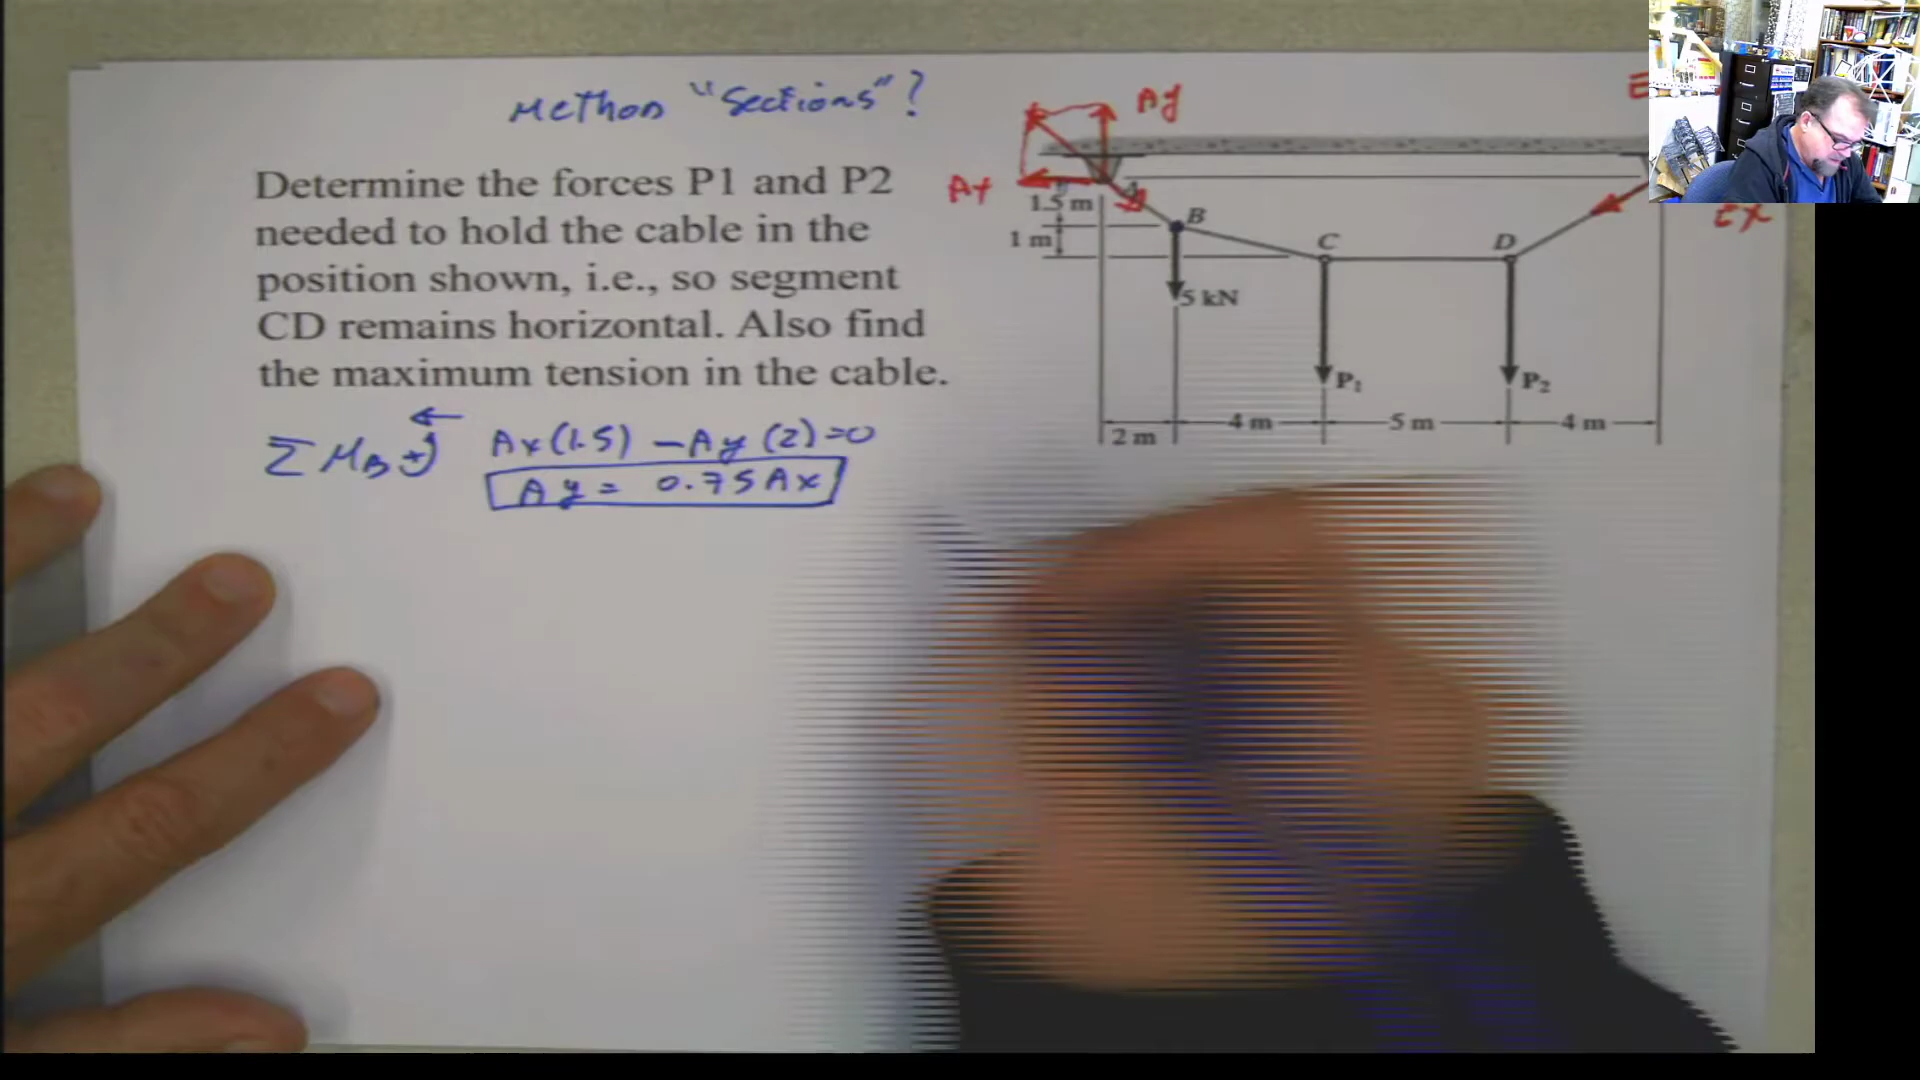 Method "Sections"?
Determine the forces P1 and P2
needed to hold the cable in the
position shown, i.e., so segment
CD remains horizontal. Also find
the maximum tension in the cable.
ΣMB + Ax(1.5) - Ay(2)=0
Ay = 0.75Ax
Ay
Ax
A
1.5 m
B
1 m
C
D
E
Ex
5 kN
P1
P2
2 m
4 m
5 m
4 m